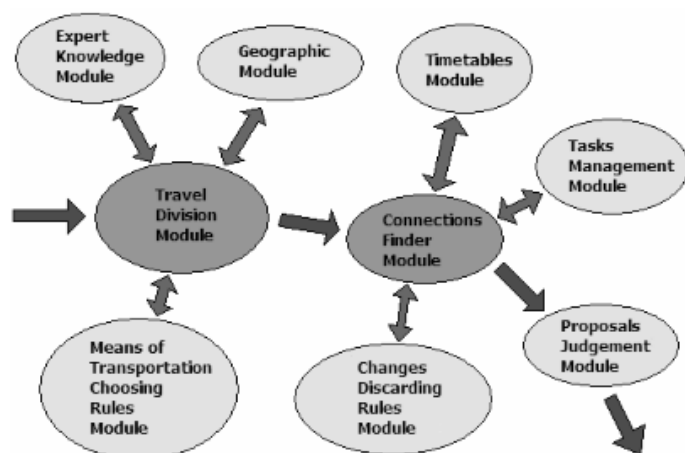 Expert
Knowledge
Module
Geographic
Module
Timetables
Module
Tasks
Management
Module
Travel
Division
Module
Connections
Finder
Module
Means of
Transportation
Choosing
Rules
Module
Changes
Discarding
Rules
Module
Proposals
Judgement
Module